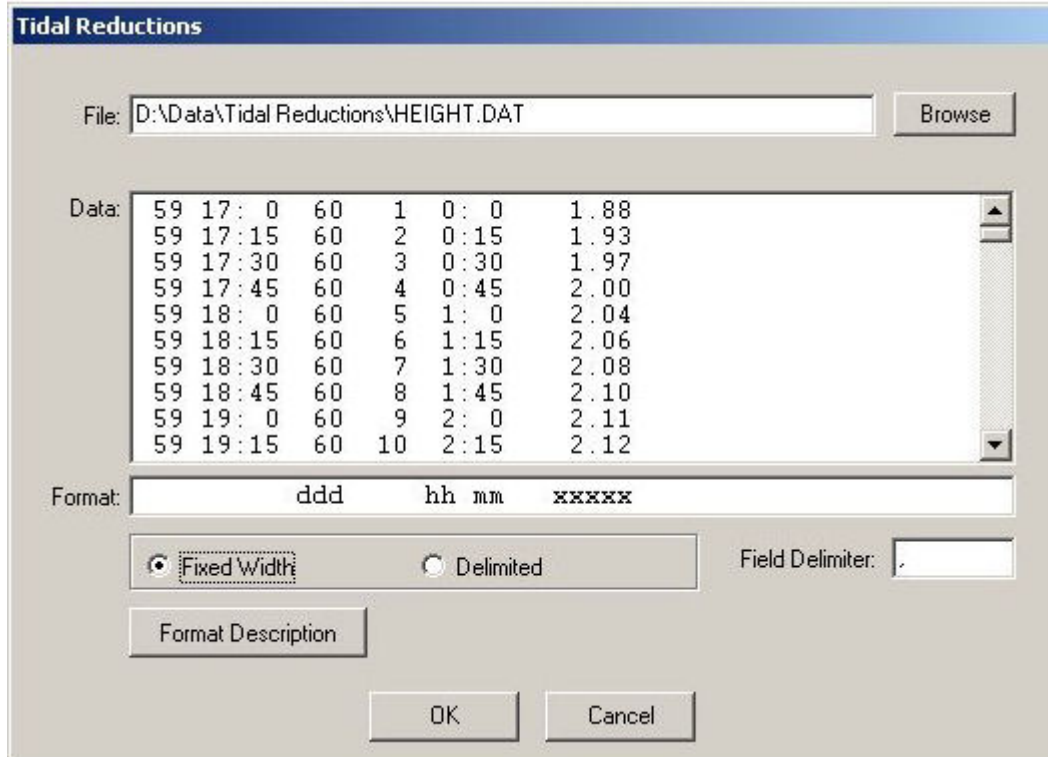 Tidal Reductions
File: D:\Data\Tidal Reductions\HEIGHT.DAT Browse
Data: 59 17: 0 60 1 0: 0 1.88
59 17:15 60 2 0:15 1.93
59 17:30 60 3 0:30 1.97
59 17:45 60 4 0:45 2.00
59 18: 0 60 5 1: 0 2.04
59 18:15 60 6 1:15 2.06
59 18:30 60 7 1:30 2.08
59 18:45 60 8 1:45 2.10
59 19: 0 60 9 2: 0 2.11
59 19:15 60 10 2:15 2.12
Format: ddd hh mm xxxxx
Fixed Width Delimited Field Delimiter: ,
Format Description
OK Cancel